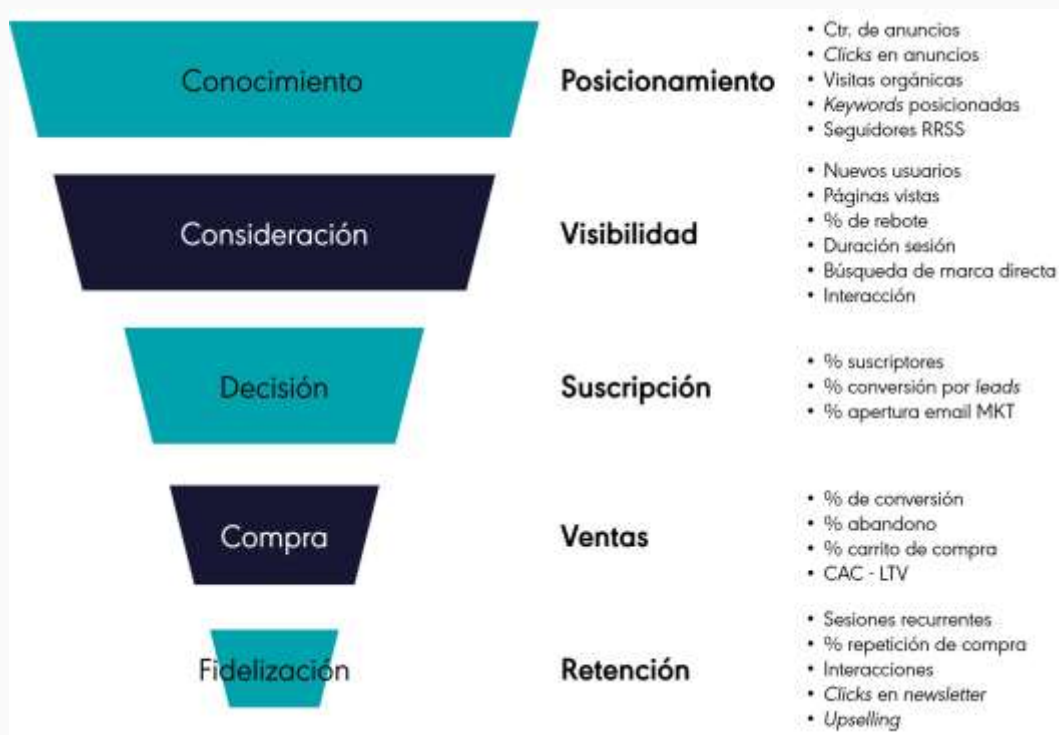 Conocimiento
Posicionamiento
• Ctr. de anuncios
• Clicks en anuncios
• Visitas orgánicas
• Keywords posicionadas
• Seguidores RRSS
Consideración
Visibilidad
• Nuevos usuarios
• Páginas vistas
• % de rebote
• Duración sesión
• Búsqueda de marca directa
• Interacción
Decisión
Suscripción
• % suscriptores
• % conversión por leads
• % apertura email MKT
Compra
Ventas
• % de conversión
• % abandono
• % carrito de compra
• CAC - LTV
Fidelización
Retención
• Sesiones recurrentes
• % repetición de compra
• Interacciones
• Clicks en newsletter
• Upselling